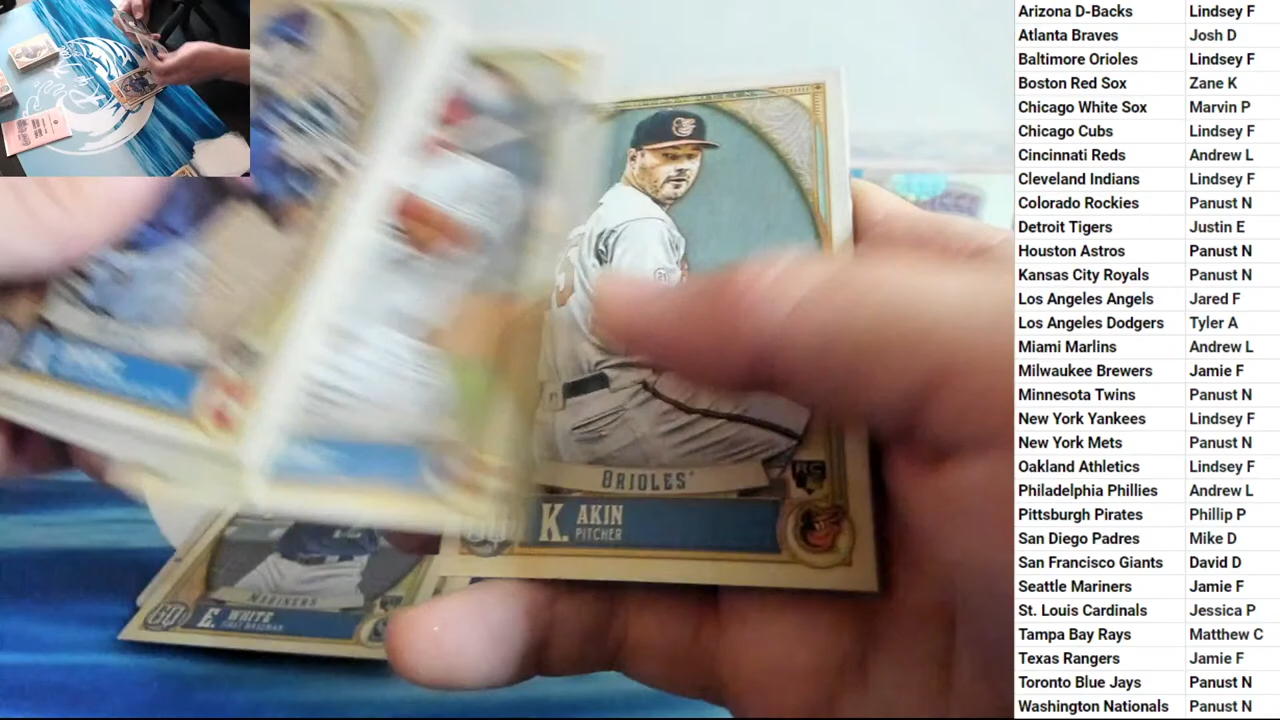 Arizona D-Backs Lindsey F
Atlanta Braves Josh D
Baltimore Orioles Lindsey F
Boston Red Sox Zane K
Chicago White Sox Marvin P
Chicago Cubs Lindsey F
Cincinnati Reds Andrew L
Cleveland Indians Lindsey F
Colorado Rockies Panust N
Detroit Tigers Justin E
Houston Astros Panust N
Kansas City Royals Panust N
Los Angeles Angels Jared F
Los Angeles Dodgers Tyler A
Miami Marlins Andrew L
Milwaukee Brewers Jamie F
Minnesota Twins Panust N
New York Yankees Lindsey F
New York Mets Panust N
Oakland Athletics Lindsey F
Philadelphia Phillies Andrew L
Pittsburgh Pirates Phillip P
San Diego Padres Mike D
San Francisco Giants David D
Seattle Mariners Jamie F
St. Louis Cardinals Jessica P
Tampa Bay Rays Matthew C
Texas Rangers Jamie F
Toronto Blue Jays Panust N
Washington Nationals Panust N
RC
ORIOLES
GQ K. AKIN
PITCHER
MARINERS
GQ E. WHITE
FIRST BASEMAN